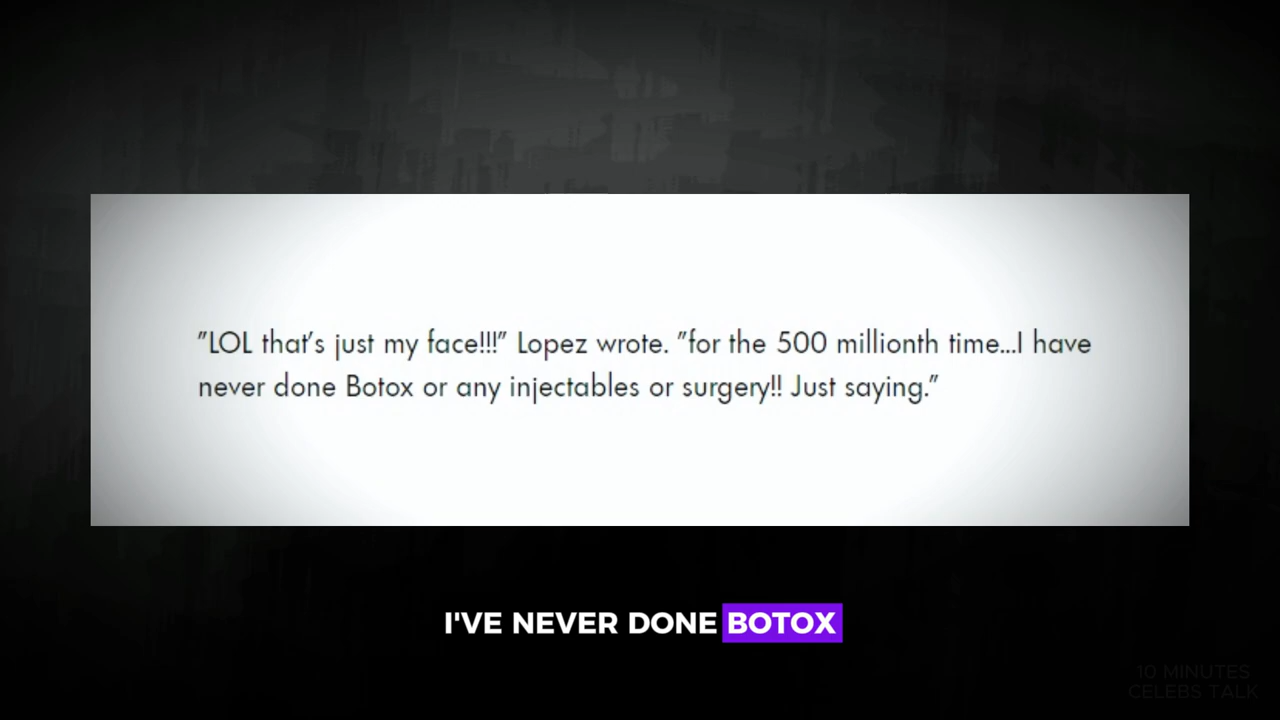 "LOL that's just my face!!!" Lopez wrote. "for the 500 millionth time...I have
never done Botox or any injectables or surgery!! Just saying."
I'VE NEVER DONE BOTOX
10 MINUTES
CELEBS TALK